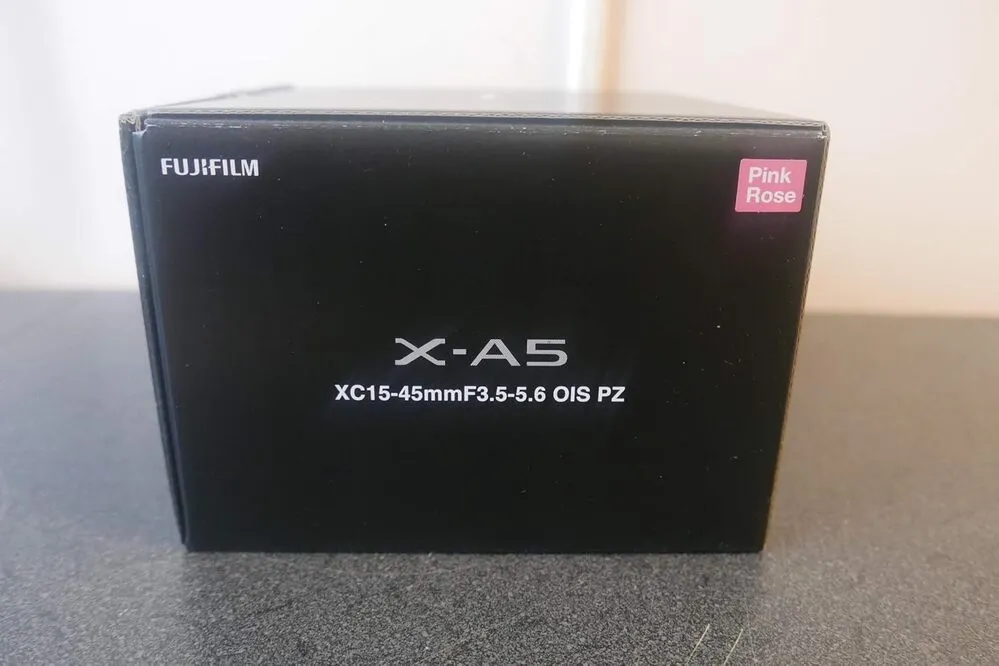 FUJIFILM
Pink
Rose
X-A5
XC15-45mmF3.5-5.6 OIS PZ